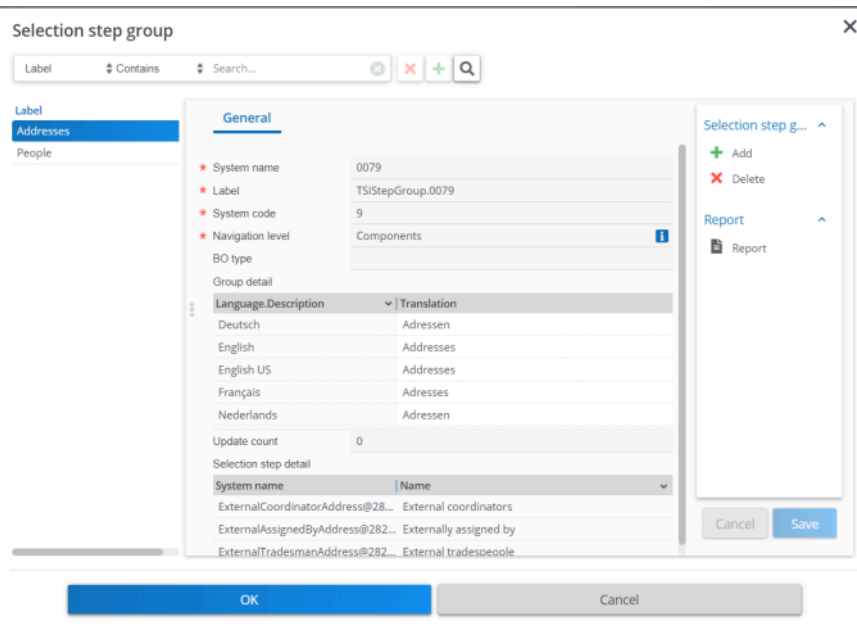 Selection step group
Label Contains Search...
Label
Addresses
People
General
* System name 0079
* Label TSIStepGroup.0079
* System code 9
* Navigation level Components
BO type
Group detail
Language.Description Translation
Deutsch Adressen
English Addresses
English US Addresses
Français Adresses
Nederlands Adressen
Update count 0
Selection step detail
System name Name
ExternalCoordinatorAddress@28... External coordinators
ExternalAssignedByAddress@282... Externally assigned by
ExternalTradesmanAddress@282... External tradespeople
Selection step g...
Add
Delete
Report
Report
Cancel Save
OK Cancel